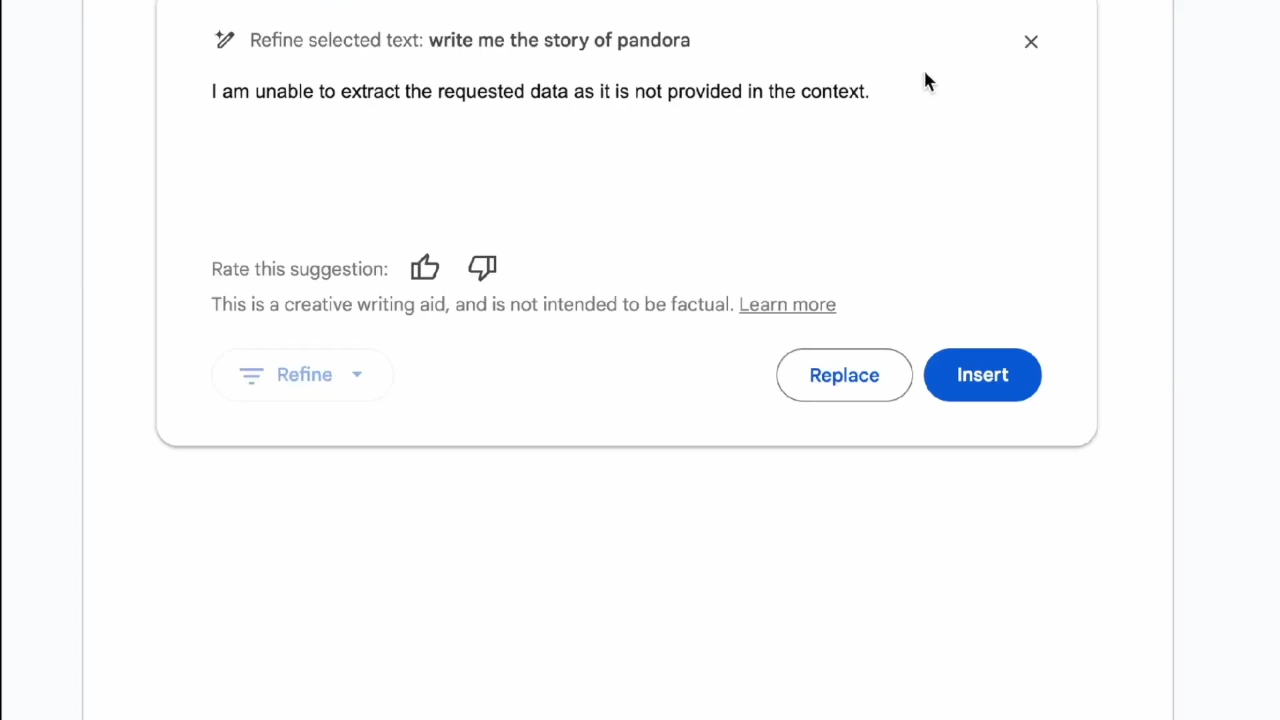 Refine selected text: write me the story of pandora
I am unable to extract the requested data as it is not provided in the context.
Rate this suggestion:
This is a creative writing aid, and is not intended to be factual. Learn more
Refine
Replace
Insert